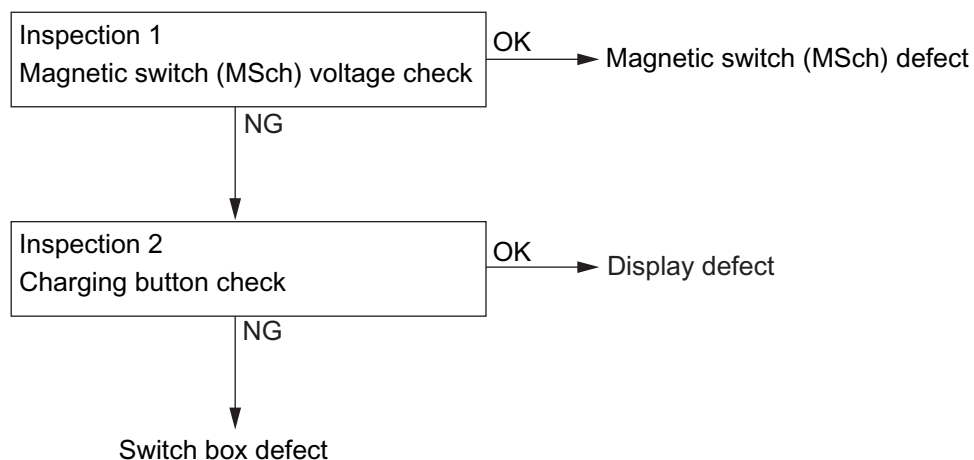 Inspection 1
Magnetic switch (MSch) voltage check
OK
Magnetic switch (MSch) defect
NG
Inspection 2
Charging button check
OK
Display defect
NG
Switch box defect